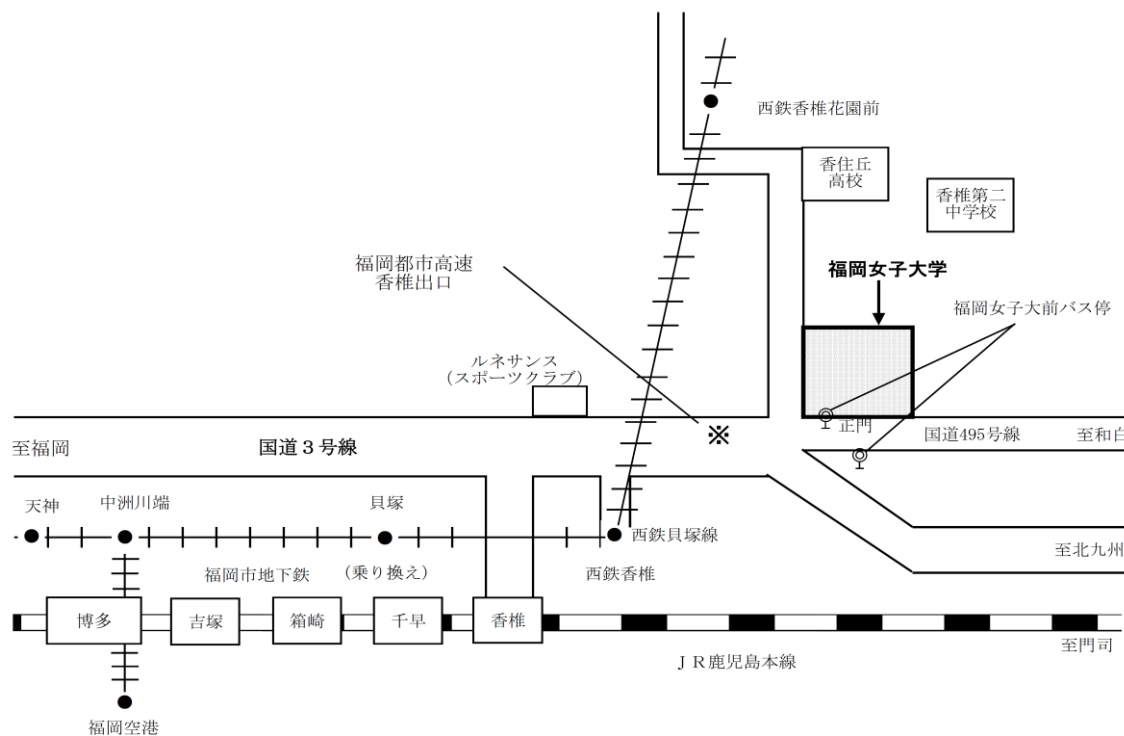 西鉄香椎花園前
香住丘
高校
香椎第二
中学校
福岡都市高速
香椎出口
福岡女子大学
福岡女子大前バス停
ルネサンス
(スポーツクラブ)
※
正門
至福岡
国道３号線
国道495号線
至和白
天神
中洲川端
貝塚
西鉄貝塚線
至北九州
福岡市地下鉄
(乗り換え)
西鉄香椎
博多
吉塚
箱崎
千早
香椎
至門司
ＪＲ鹿児島本線
福岡空港